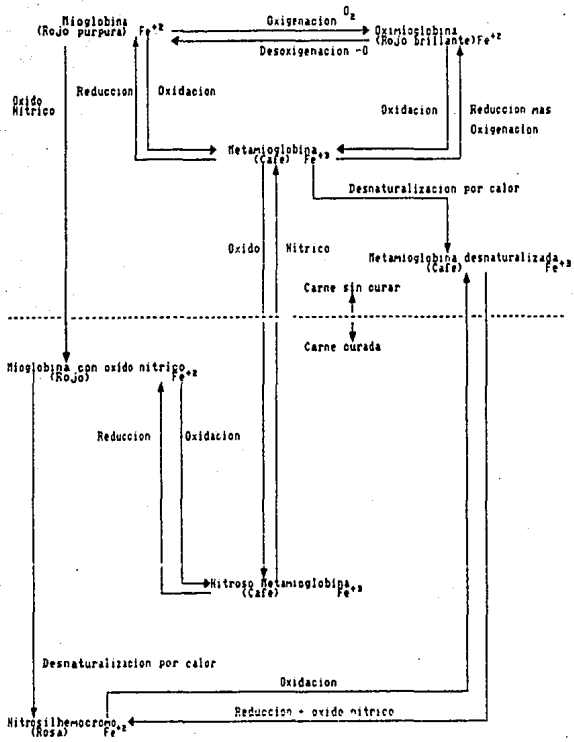 Mioglobina
(Rojo purpura) Fe+2
Oxigenacion O2
Oximioglobina
(Rojo brillante)Fe+2
Desoxigenacion -O
Oxido
Nitrico
Reduccion
Oxidacion
Oxidacion
Reduccion mas
Oxigenacion
Metamioglobina
(Cafe) Fe+3
Desnaturalizacion por calor
Oxido
Nitrico
Metamioglobina desnaturalizada
(Cafe) Fe+3
Carne sin curar
Carne curada
Mioglobina con oxido nitrico
(Rojo) Fe+2
Reduccion
Oxidacion
Nitroso Metamioglobina
(Cafe) Fe+3
Desnaturalizacion por calor
Oxidacion
Reduccion + oxido nitrico
Nitrosilhemocromo
(Rosa) Fe+2